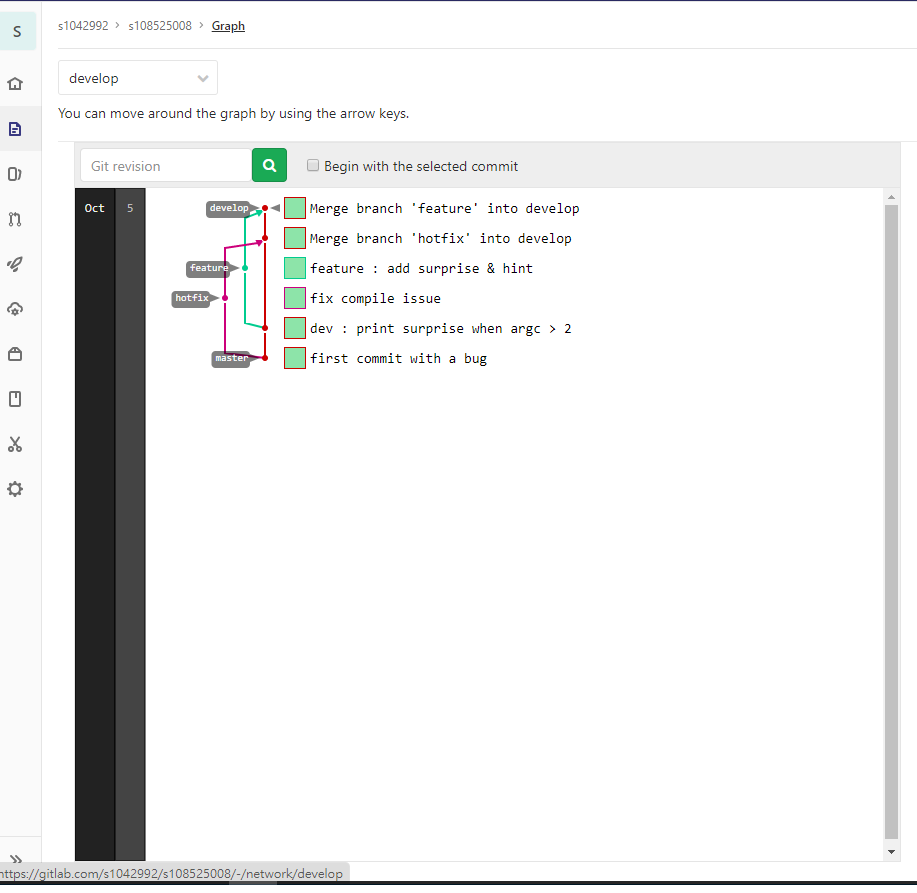 S
s1042992 > s108525008 > Graph
develop
You can move around the graph by using the arrow keys.
Git revision
Begin with the selected commit
Oct 5
develop Merge branch 'feature' into develop
Merge branch 'hotfix' into develop
feature feature : add surprise & hint
hotfix fix compile issue
dev : print surprise when argc > 2
master first commit with a bug
https://gitlab.com/s1042992/s108525008/-/network/develop